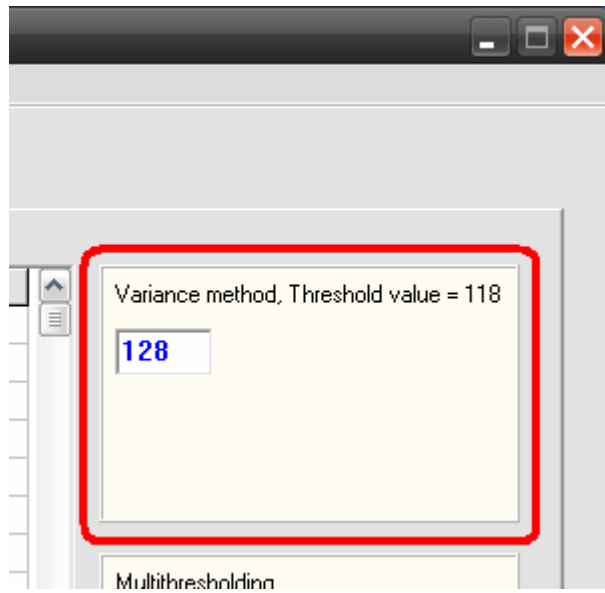 Variance method, Threshold value = 118
128
Multithresholding